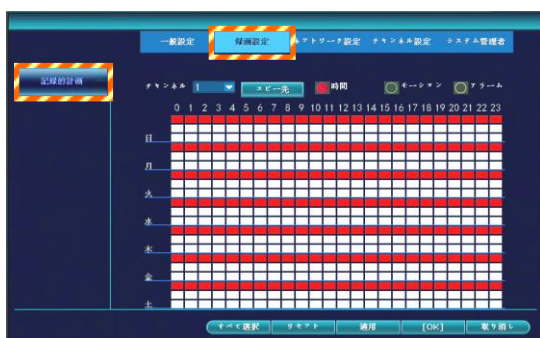 一般設定 録画設定 ネットワーク設定 チャンネル設定 システム管理者
記録的計画
チャンネル 1 コピー先 時間 モーション アラーム
0 1 2 3 4 5 6 7 8 9 10 11 12 13 14 15 16 17 18 19 20 21 22 23
日
月
火
水
木
金
土
すべて選択 リセット 適用 [OK] 取り消し